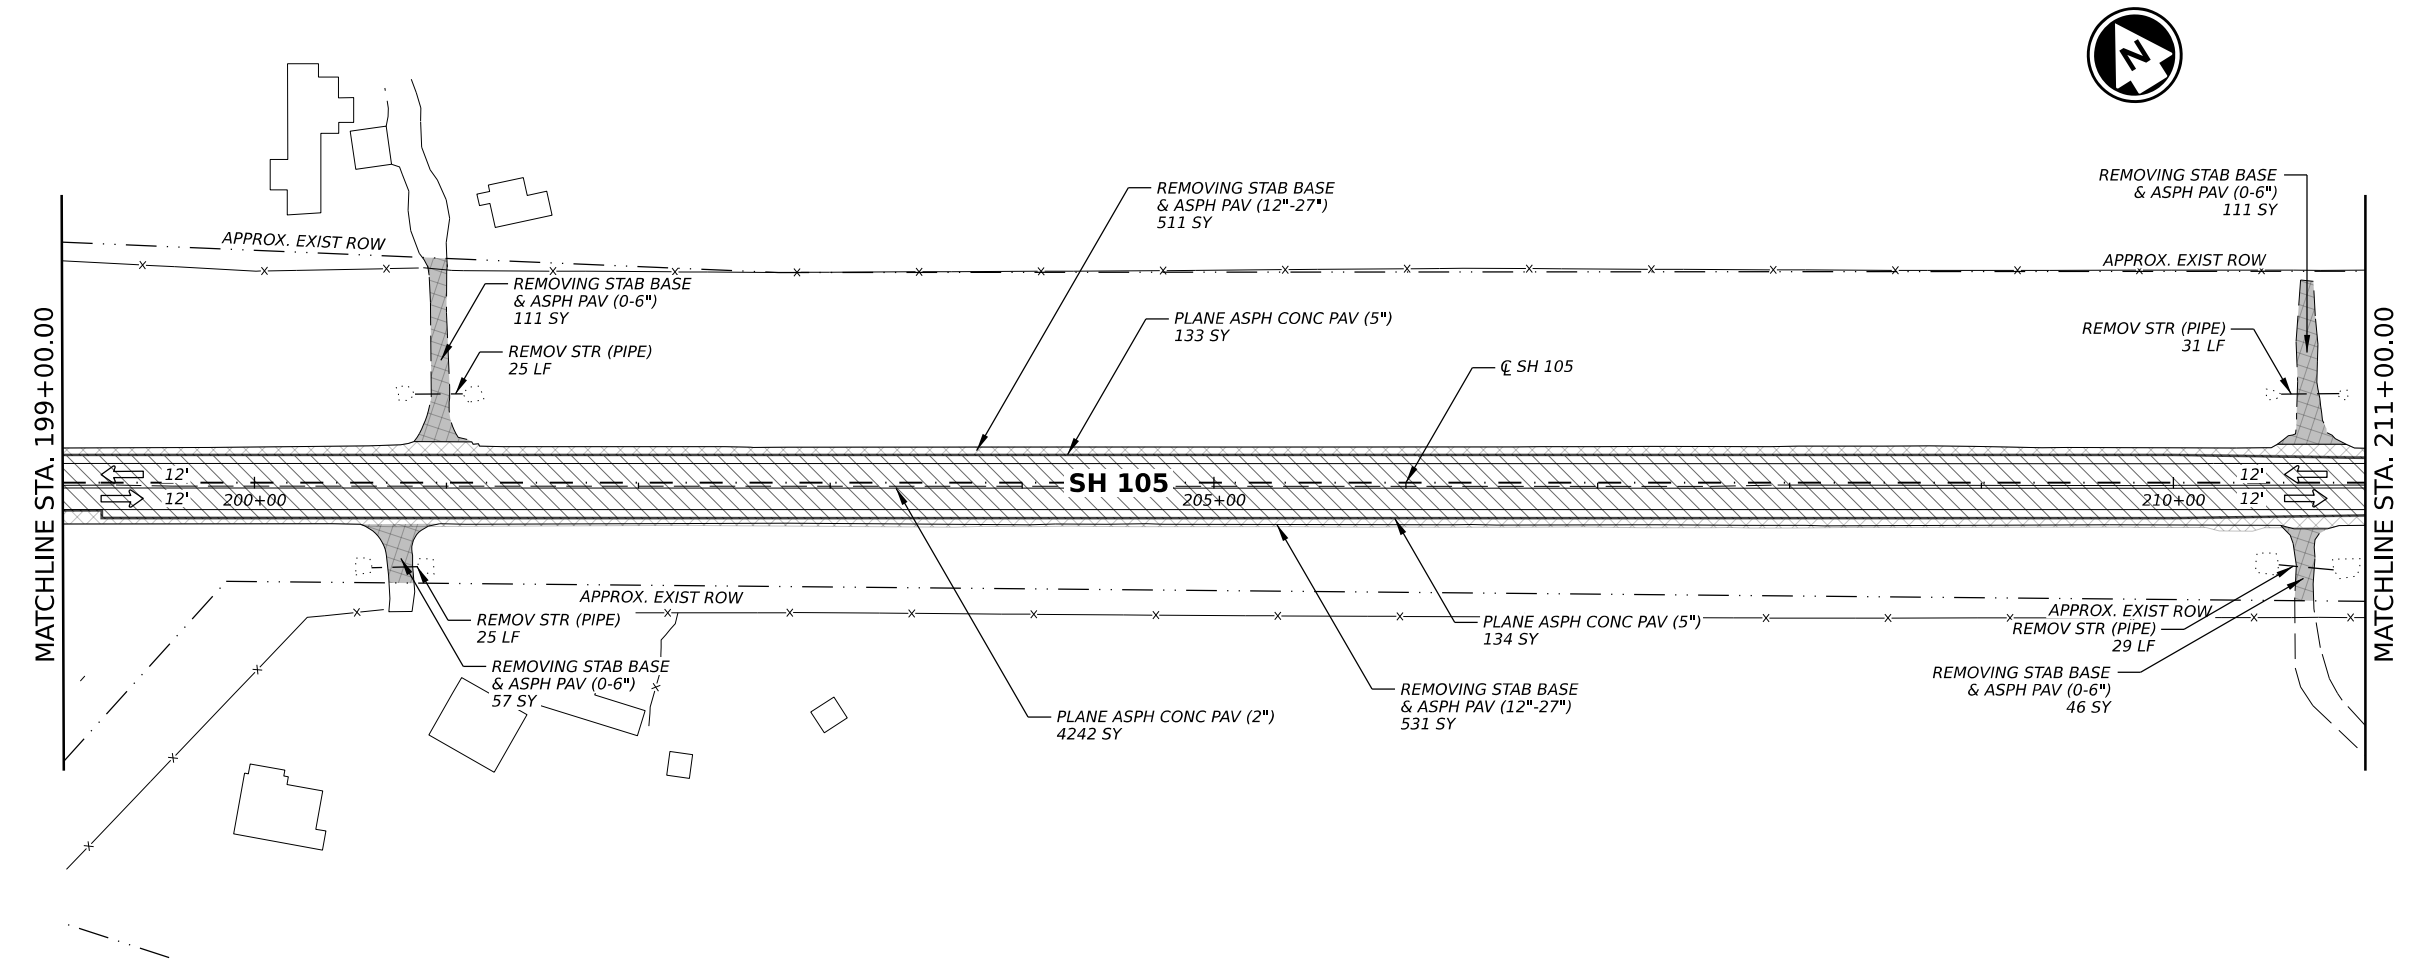 N
REMOVING STAB BASE
& ASPH PAV (0-6")
111 SY
REMOVING STAB BASE
& ASPH PAV (12"-27")
511 SY
APPROX. EXIST ROW
APPROX. EXIST ROW
REMOVING STAB BASE
& ASPH PAV (0-6")
111 SY
PLANE ASPH CONC PAV (5")
133 SY
REMOV STR (PIPE)
31 LF
REMOV STR (PIPE)
25 LF
℄ SH 105
MATCHLINE STA. 199+00.00
MATCHLINE STA. 211+00.00
12'
12'
SH 105
12'
12'
200+00
205+00
210+00
APPROX. EXIST ROW
APPROX. EXIST ROW
REMOV STR (PIPE)
25 LF
PLANE ASPH CONC PAV (5")
134 SY
REMOV STR (PIPE)
29 LF
REMOVING STAB BASE
& ASPH PAV (0-6")
57 SY
REMOVING STAB BASE
& ASPH PAV (0-6")
46 SY
REMOVING STAB BASE
& ASPH PAV (12"-27")
531 SY
PLANE ASPH CONC PAV (2")
4242 SY